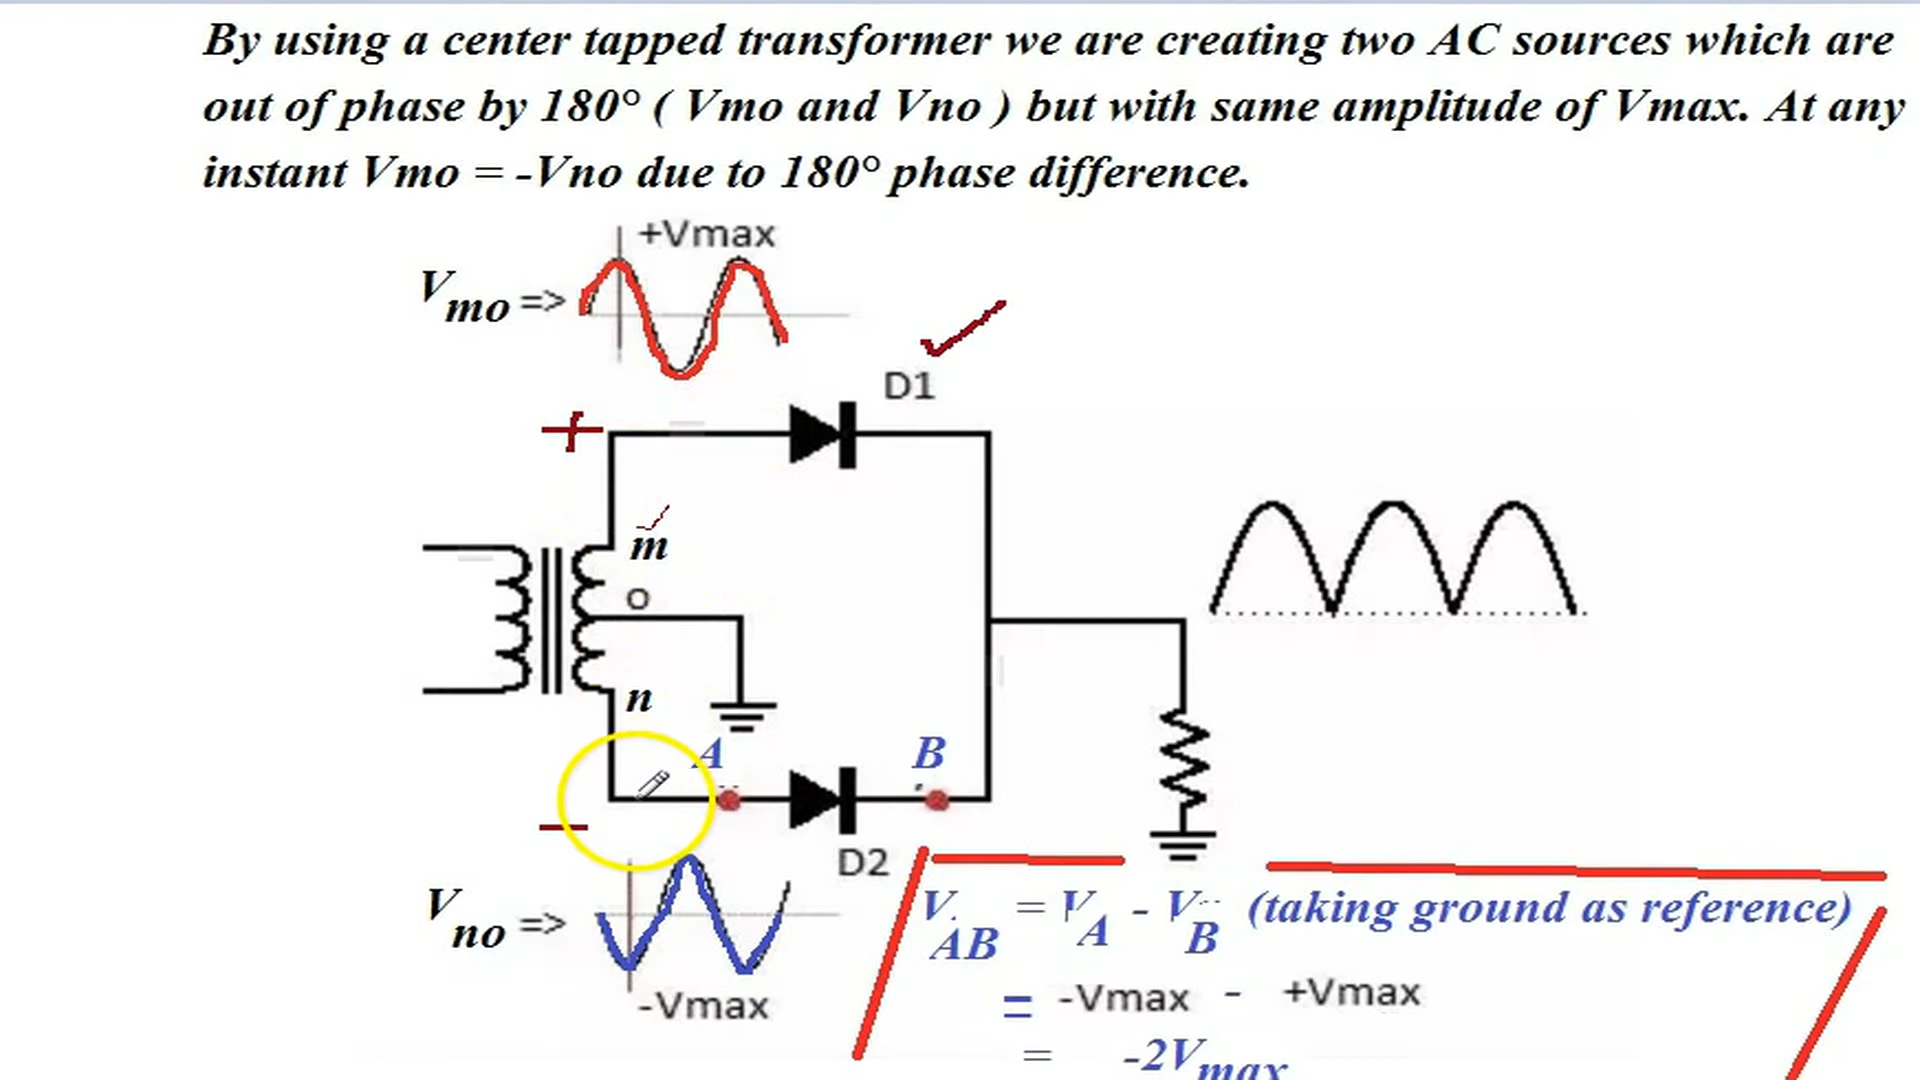 By using a center tapped transformer we are creating two AC sources which are
out of phase by 180° ( Vmo and Vno ) but with same amplitude of Vmax. At any
instant Vmo = -Vno due to 180° phase difference.
+Vmax
Vmo =>
D1
+
m
o
n
A
B
-
D2
Vno =>
-Vmax
VAB = VA - VB (taking ground as reference)
= -Vmax - +Vmax
= -2Vmax